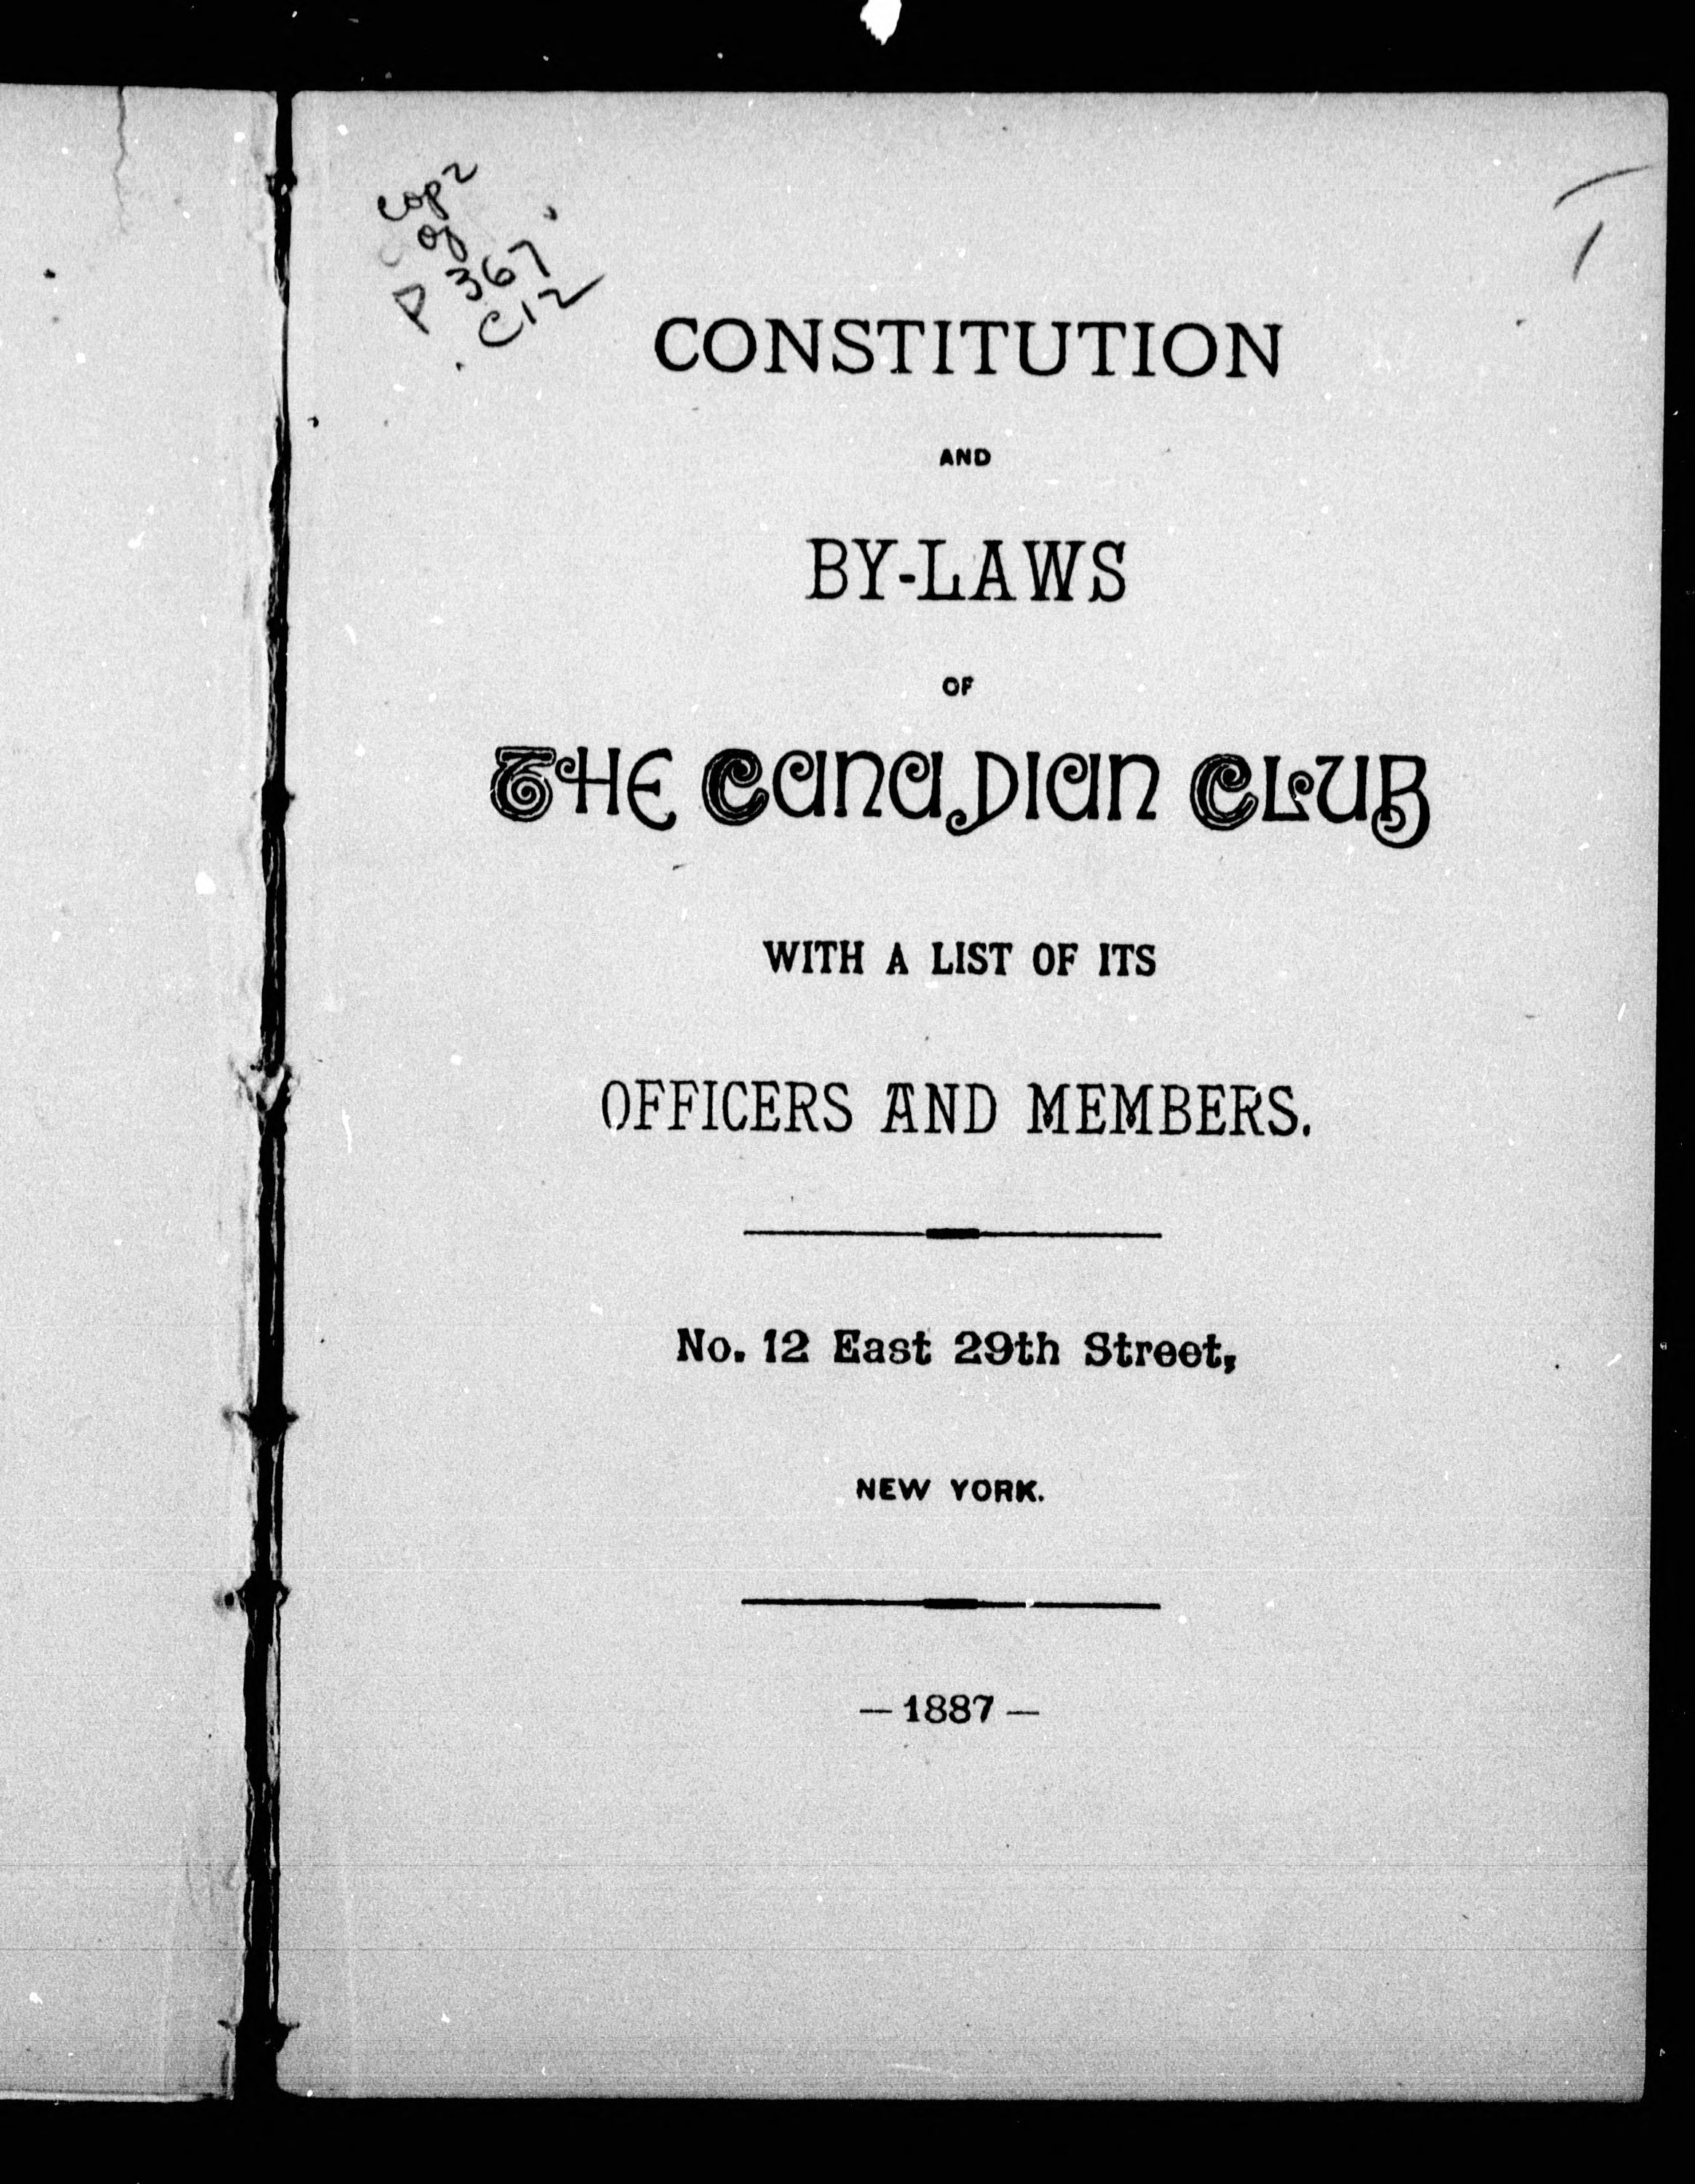 cop 2
of
P 367
C12
CONSTITUTION
AND
BY-LAWS
OF
THE CANADIAN CLUB
WITH A LIST OF ITS
OFFICERS AND MEMBERS.
No. 12 East 29th Street,
NEW YORK.
— 1887 —